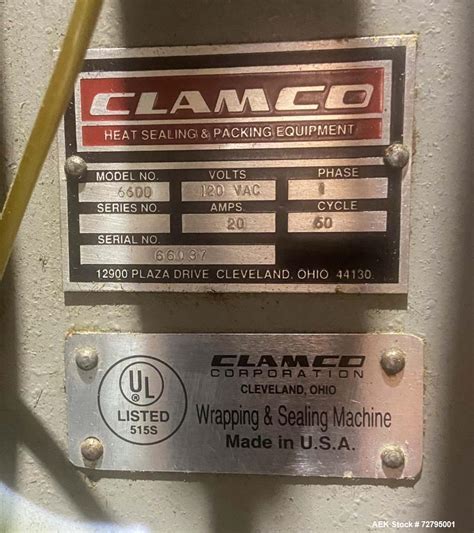 CLAMCO
HEAT SEALING & PACKING EQUIPMENT
MODEL NO. VOLTS PHASE
6600 120 VAC 1
SERIES NO. AMPS. CYCLE
20 60
SERIAL NO.
66037
12900 PLAZA DRIVE CLEVELAND, OHIO 44130
UL
LISTED
515S
CLAMCO
CORPORATION
CLEVELAND, OHIO
Wrapping & Sealing Machine
Made in U.S.A.
AEK-Stock # 72795001